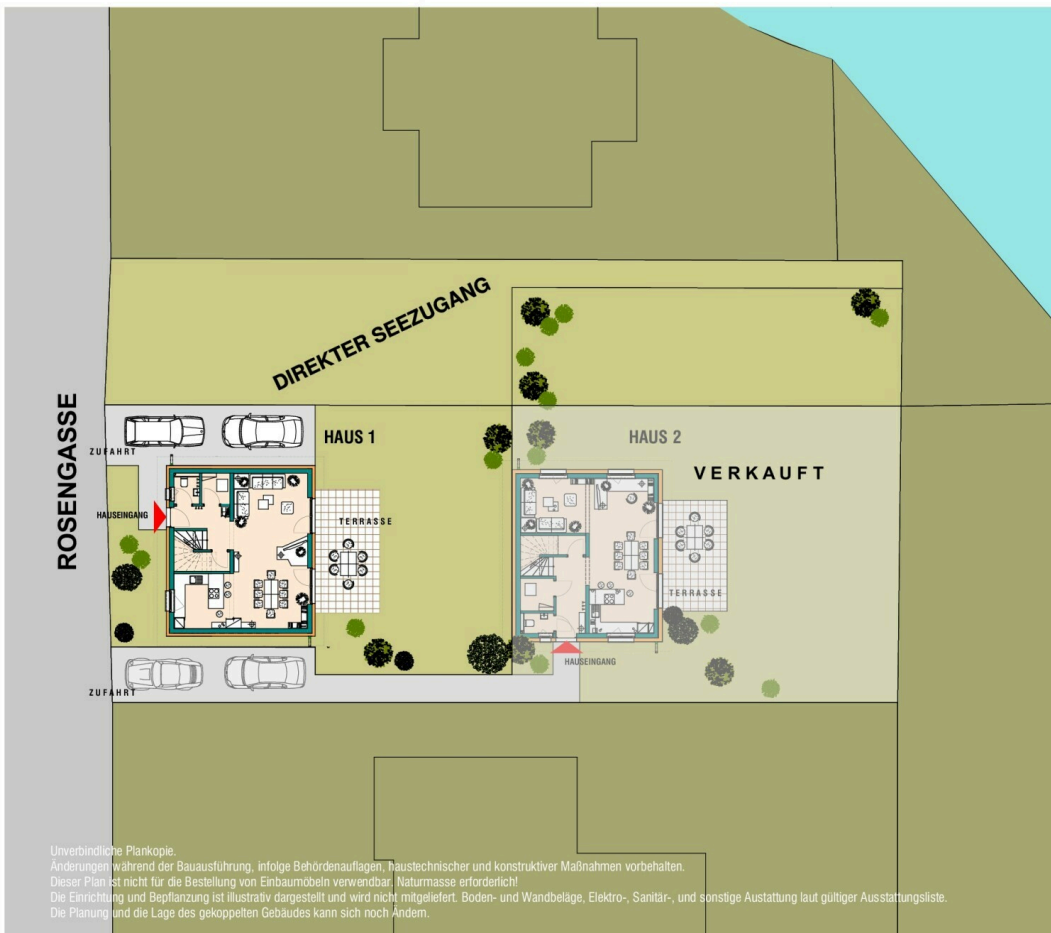 DIREKTER SEEZUGANG
ROSENGASSE
HAUS 1
HAUS 2
ZUFAHRT
VERKAUFT
HAUSEINGANG
TERRASSE
TERRASSE
HAUSEINGANG
ZUFAHRT
Unverbindliche Plankopie.
Änderungen während der Bauausführung, infolge Behördenauflagen, haustechnischer und konstruktiver Maßnahmen vorbehalten.
Dieser Plan ist nicht für die Bestellung von Einbaumöbeln verwendbar. Naturmasse erforderlich!
Die Einrichtung und Bepflanzung ist illustrativ dargestellt und wird nicht mitgeliefert. Boden- und Wandbeläge, Elektro-, Sanitär-, und sonstige Austattung laut gültiger Ausstattungsliste.
Die Planung und die Lage des gekoppelten Gebäudes kann sich noch Ändern.